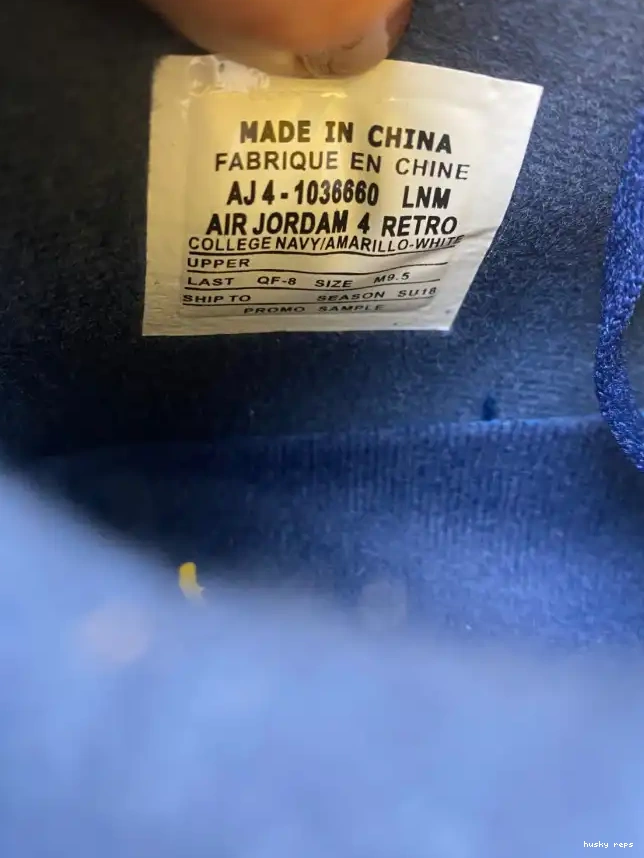 MADE IN CHINA
FABRIQUE EN CHINE
AJ4-1036660 LNM
AIR JORDAM 4 RETRO
COLLEGE NAVY/AMARILLO-WHITE
UPPER
LAST QF-8 SIZE M9.5
SHIP TO SEASON SU18
PROMO SAMPLE
husky reps